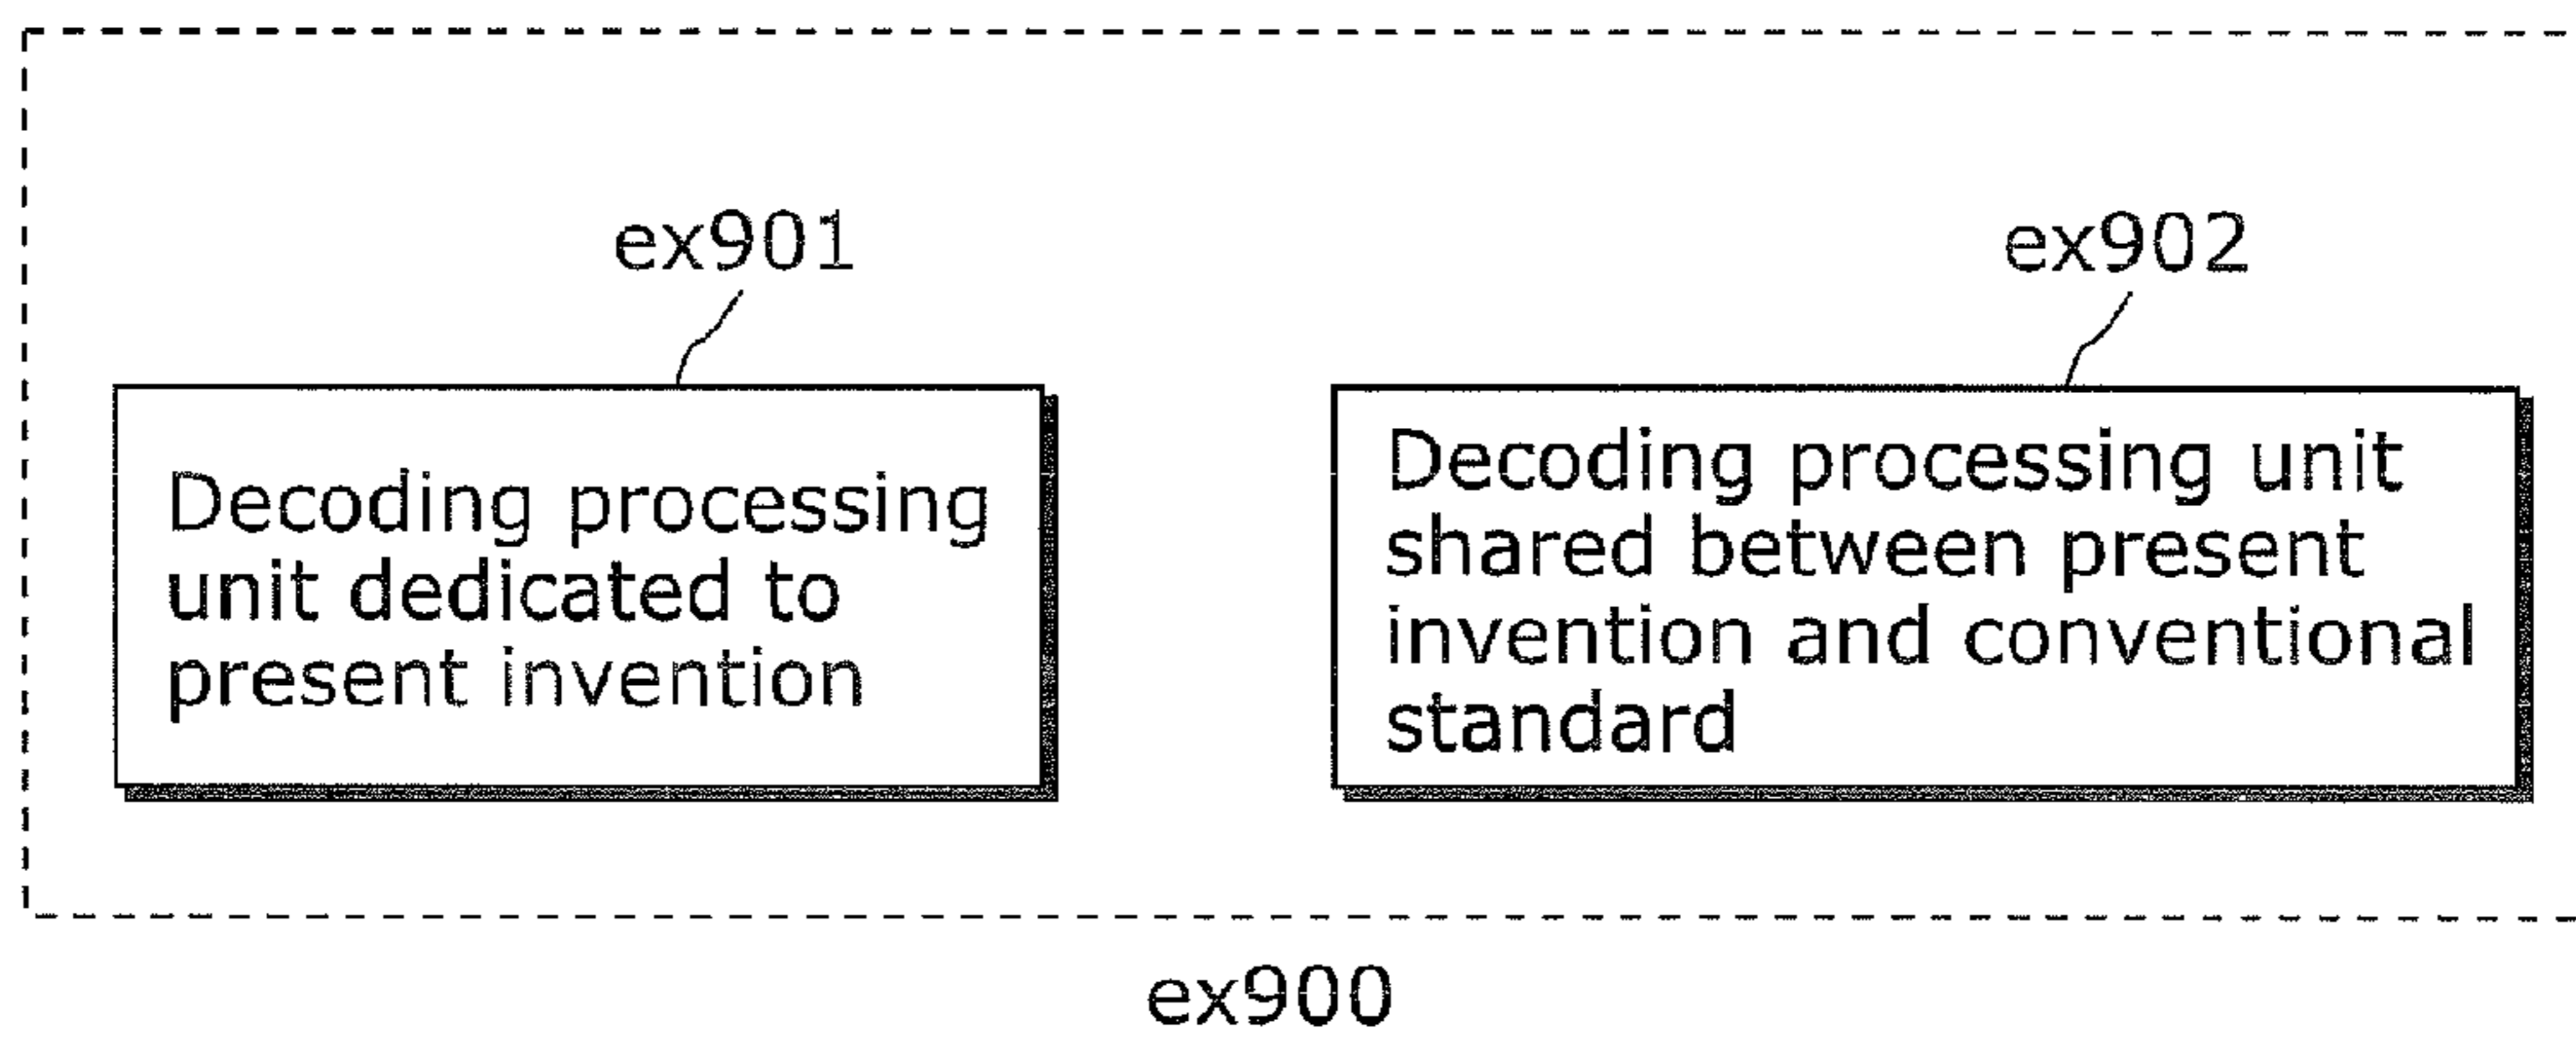 ex901
Decoding processing
unit dedicated to
present invention
ex902
Decoding processing unit
shared between present
invention and conventional
standard
ex900